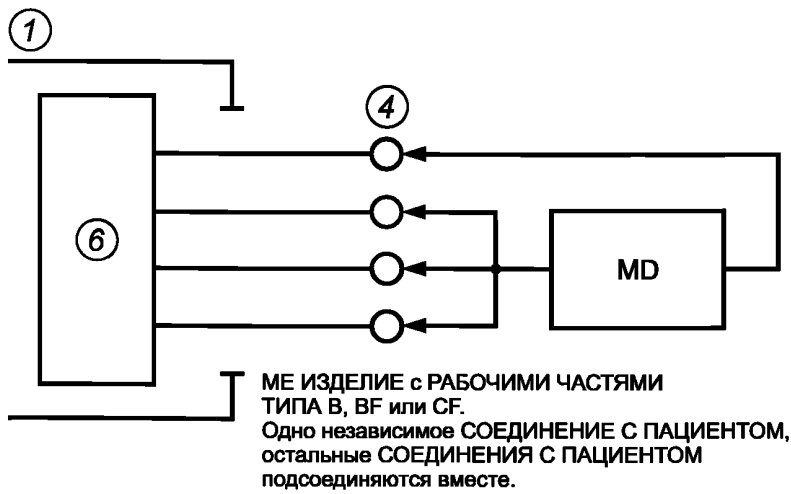 1
4
6
MD
МЕ ИЗДЕЛИЕ с РАБОЧИМИ ЧАСТЯМИ
ТИПА В, BF или CF.
Одно независимое СОЕДИНЕНИЕ С ПАЦИЕНТОМ,
остальные СОЕДИНЕНИЯ С ПАЦИЕНТОМ
подсоединяются вместе.